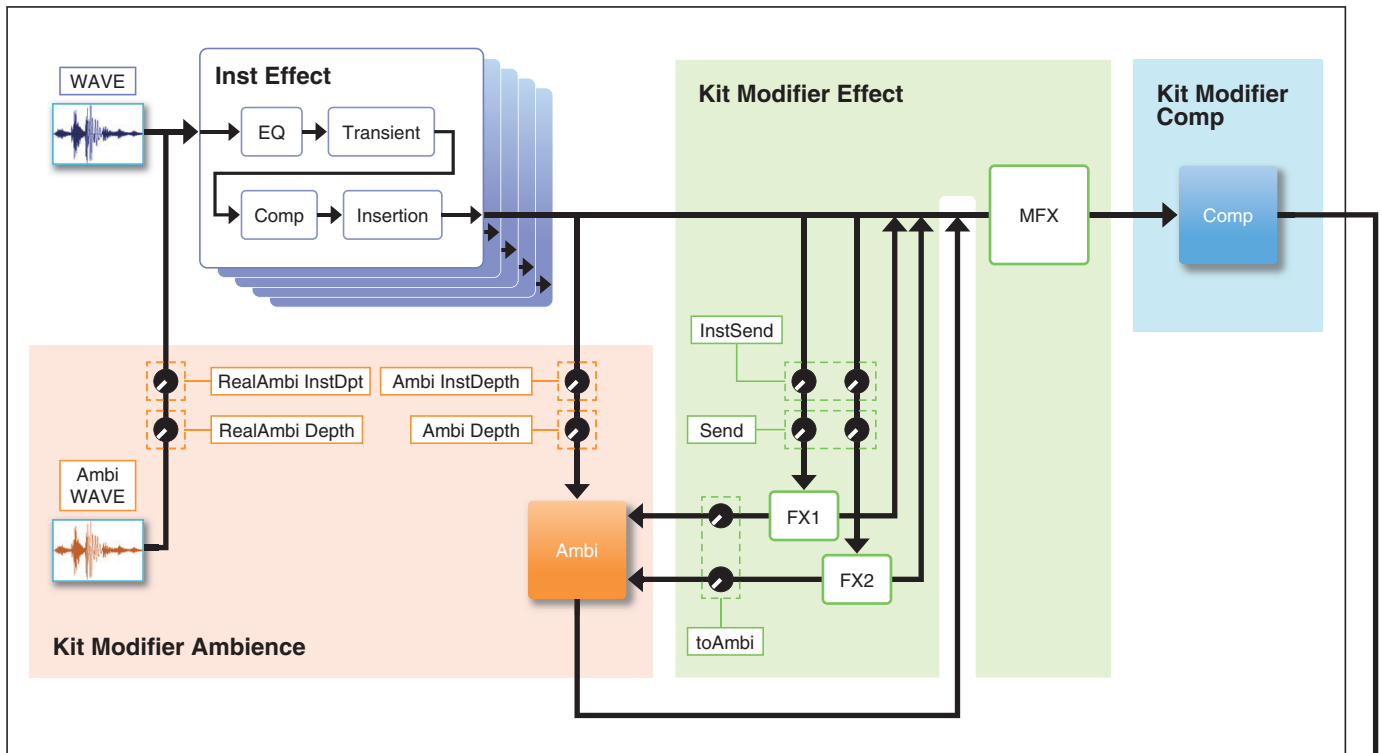 WAVE
Inst Effect
EQ
Transient
Comp
Insertion
Kit Modifier Effect
Kit Modifier
Comp
MFX
Comp
InstSend
Send
RealAmbi InstDpt
Ambi InstDepth
RealAmbi Depth
Ambi Depth
Ambi
WAVE
Ambi
FX1
FX2
toAmbi
Kit Modifier Ambience